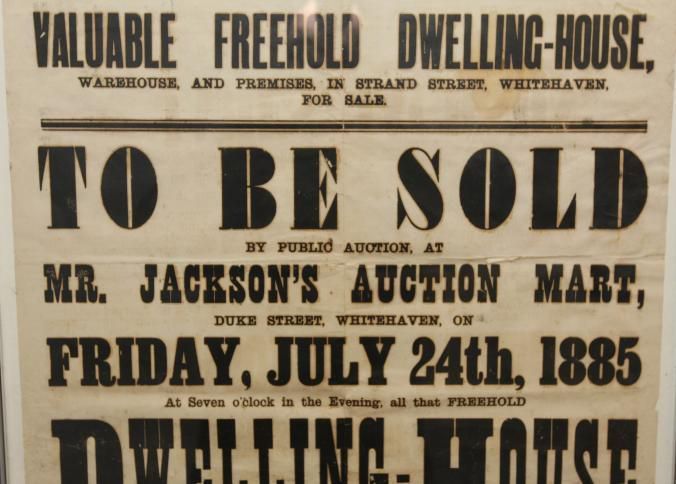 VALUABLE FREEHOLD DWELLING-HOUSE,
WAREHOUSE, AND PREMISES, IN STRAND STREET, WHITEHAVEN,
FOR SALE.
TO BE SOLD
BY PUBLIC AUCTION, AT
MR. JACKSON'S AUCTION MART,
DUKE STREET, WHITEHAVEN, ON
FRIDAY, JULY 24th, 1885
At Seven o'clock in the Evening, all that FREEHOLD
DWELLING-HOUSE